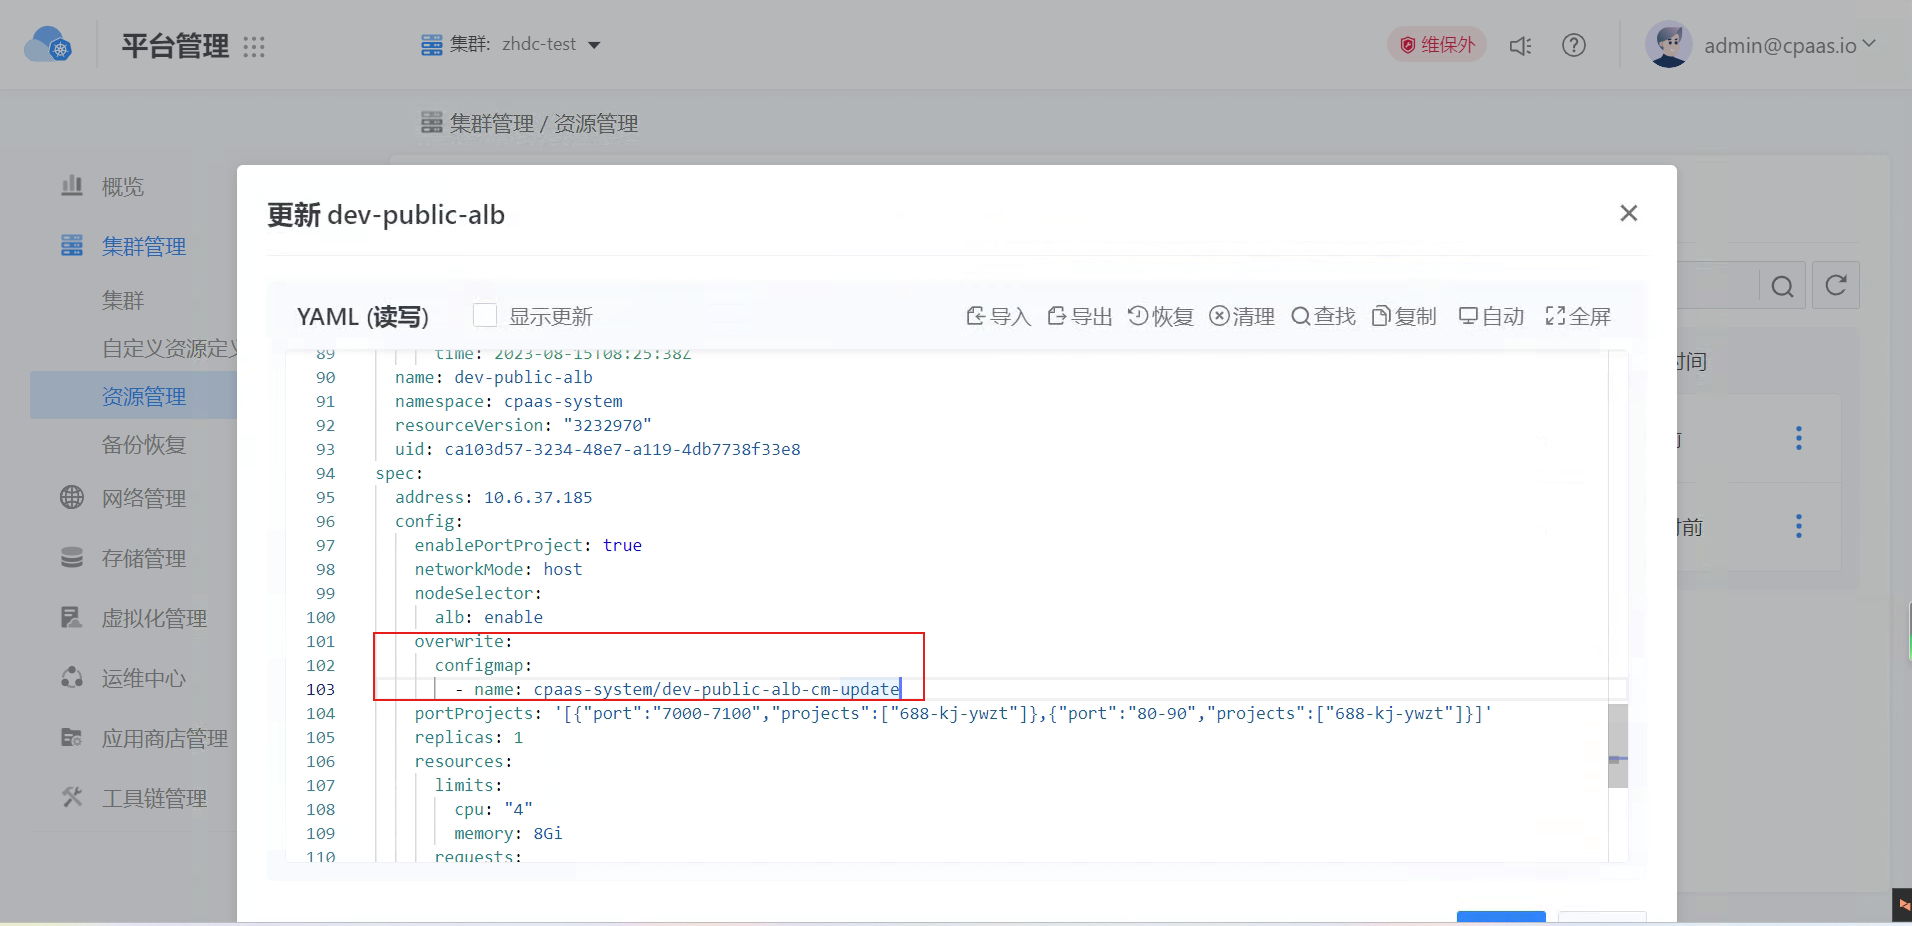 平台管理
集群: zhdc-test
维保外
admin@cpaas.io
集群管理 / 资源管理
概览
集群管理
集群
自定义资源定义
资源管理
备份恢复
网络管理
存储管理
虚拟化管理
运维中心
应用商店管理
工具链管理
更新 dev-public-alb
YAML (读写)
显示更新
导入
导出
恢复
清理
查找
复制
自动
全屏
89 time: 2023-08-15T08:25:38Z
90 name: dev-public-alb
91 namespace: cpaas-system
92 resourceVersion: "3232970"
93 uid: ca103d57-3234-48e7-a119-4db7738f33e8
94 spec:
95 address: 10.6.37.185
96 config:
97 enablePortProject: true
98 networkMode: host
99 nodeSelector:
100 alb: enable
101 overwrite:
102 configmap:
103 - name: cpaas-system/dev-public-alb-cm-update
104 portProjects: '[{"port":"7000-7100","projects":["688-kj-ywzt"]},{"port":"80-90","projects":["688-kj-ywzt"]}]'
105 replicas: 1
106 resources:
107 limits:
108 cpu: "4"
109 memory: 8Gi
110 requests:
时间
前
时前